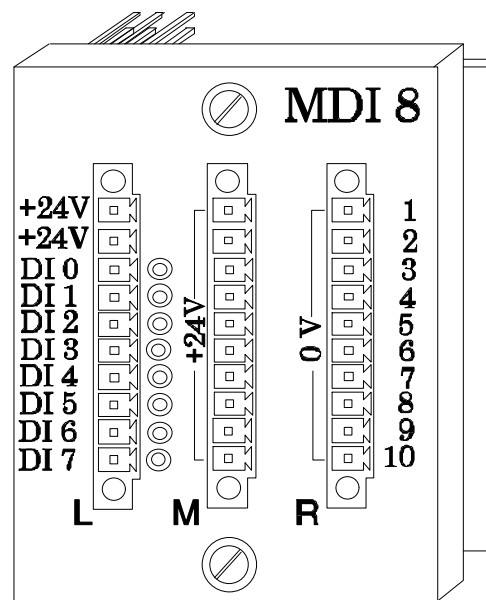 MDI 8
+24V 1
+24V 2
DI 0 3
DI 1 4
DI 2 5
DI 3 6
DI 4 7
DI 5 8
DI 6 9
DI 7 10
+24V
0 V
L M R